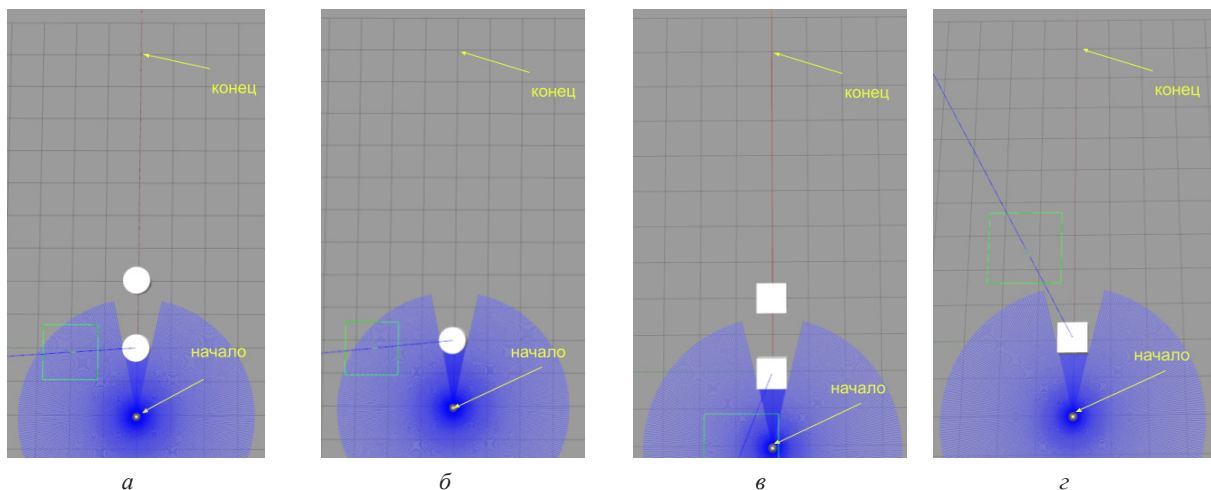 конец
начало
а
конец
начало
б
конец
начало
в
конец
начало
г